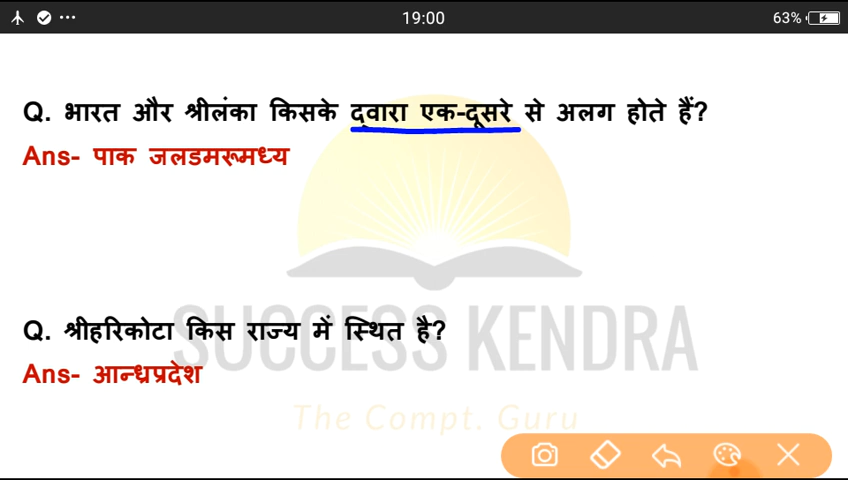 19:00
63%
Q. भारत और श्रीलंका किसके द्वारा एक-दूसरे से अलग होते हैं?
Ans- पाक जलडमरूमध्य
Q. श्रीहरिकोटा किस राज्य में स्थित है?
SUCCESS KENDRA
Ans- आन्ध्रप्रदेश
The Compt. Guru